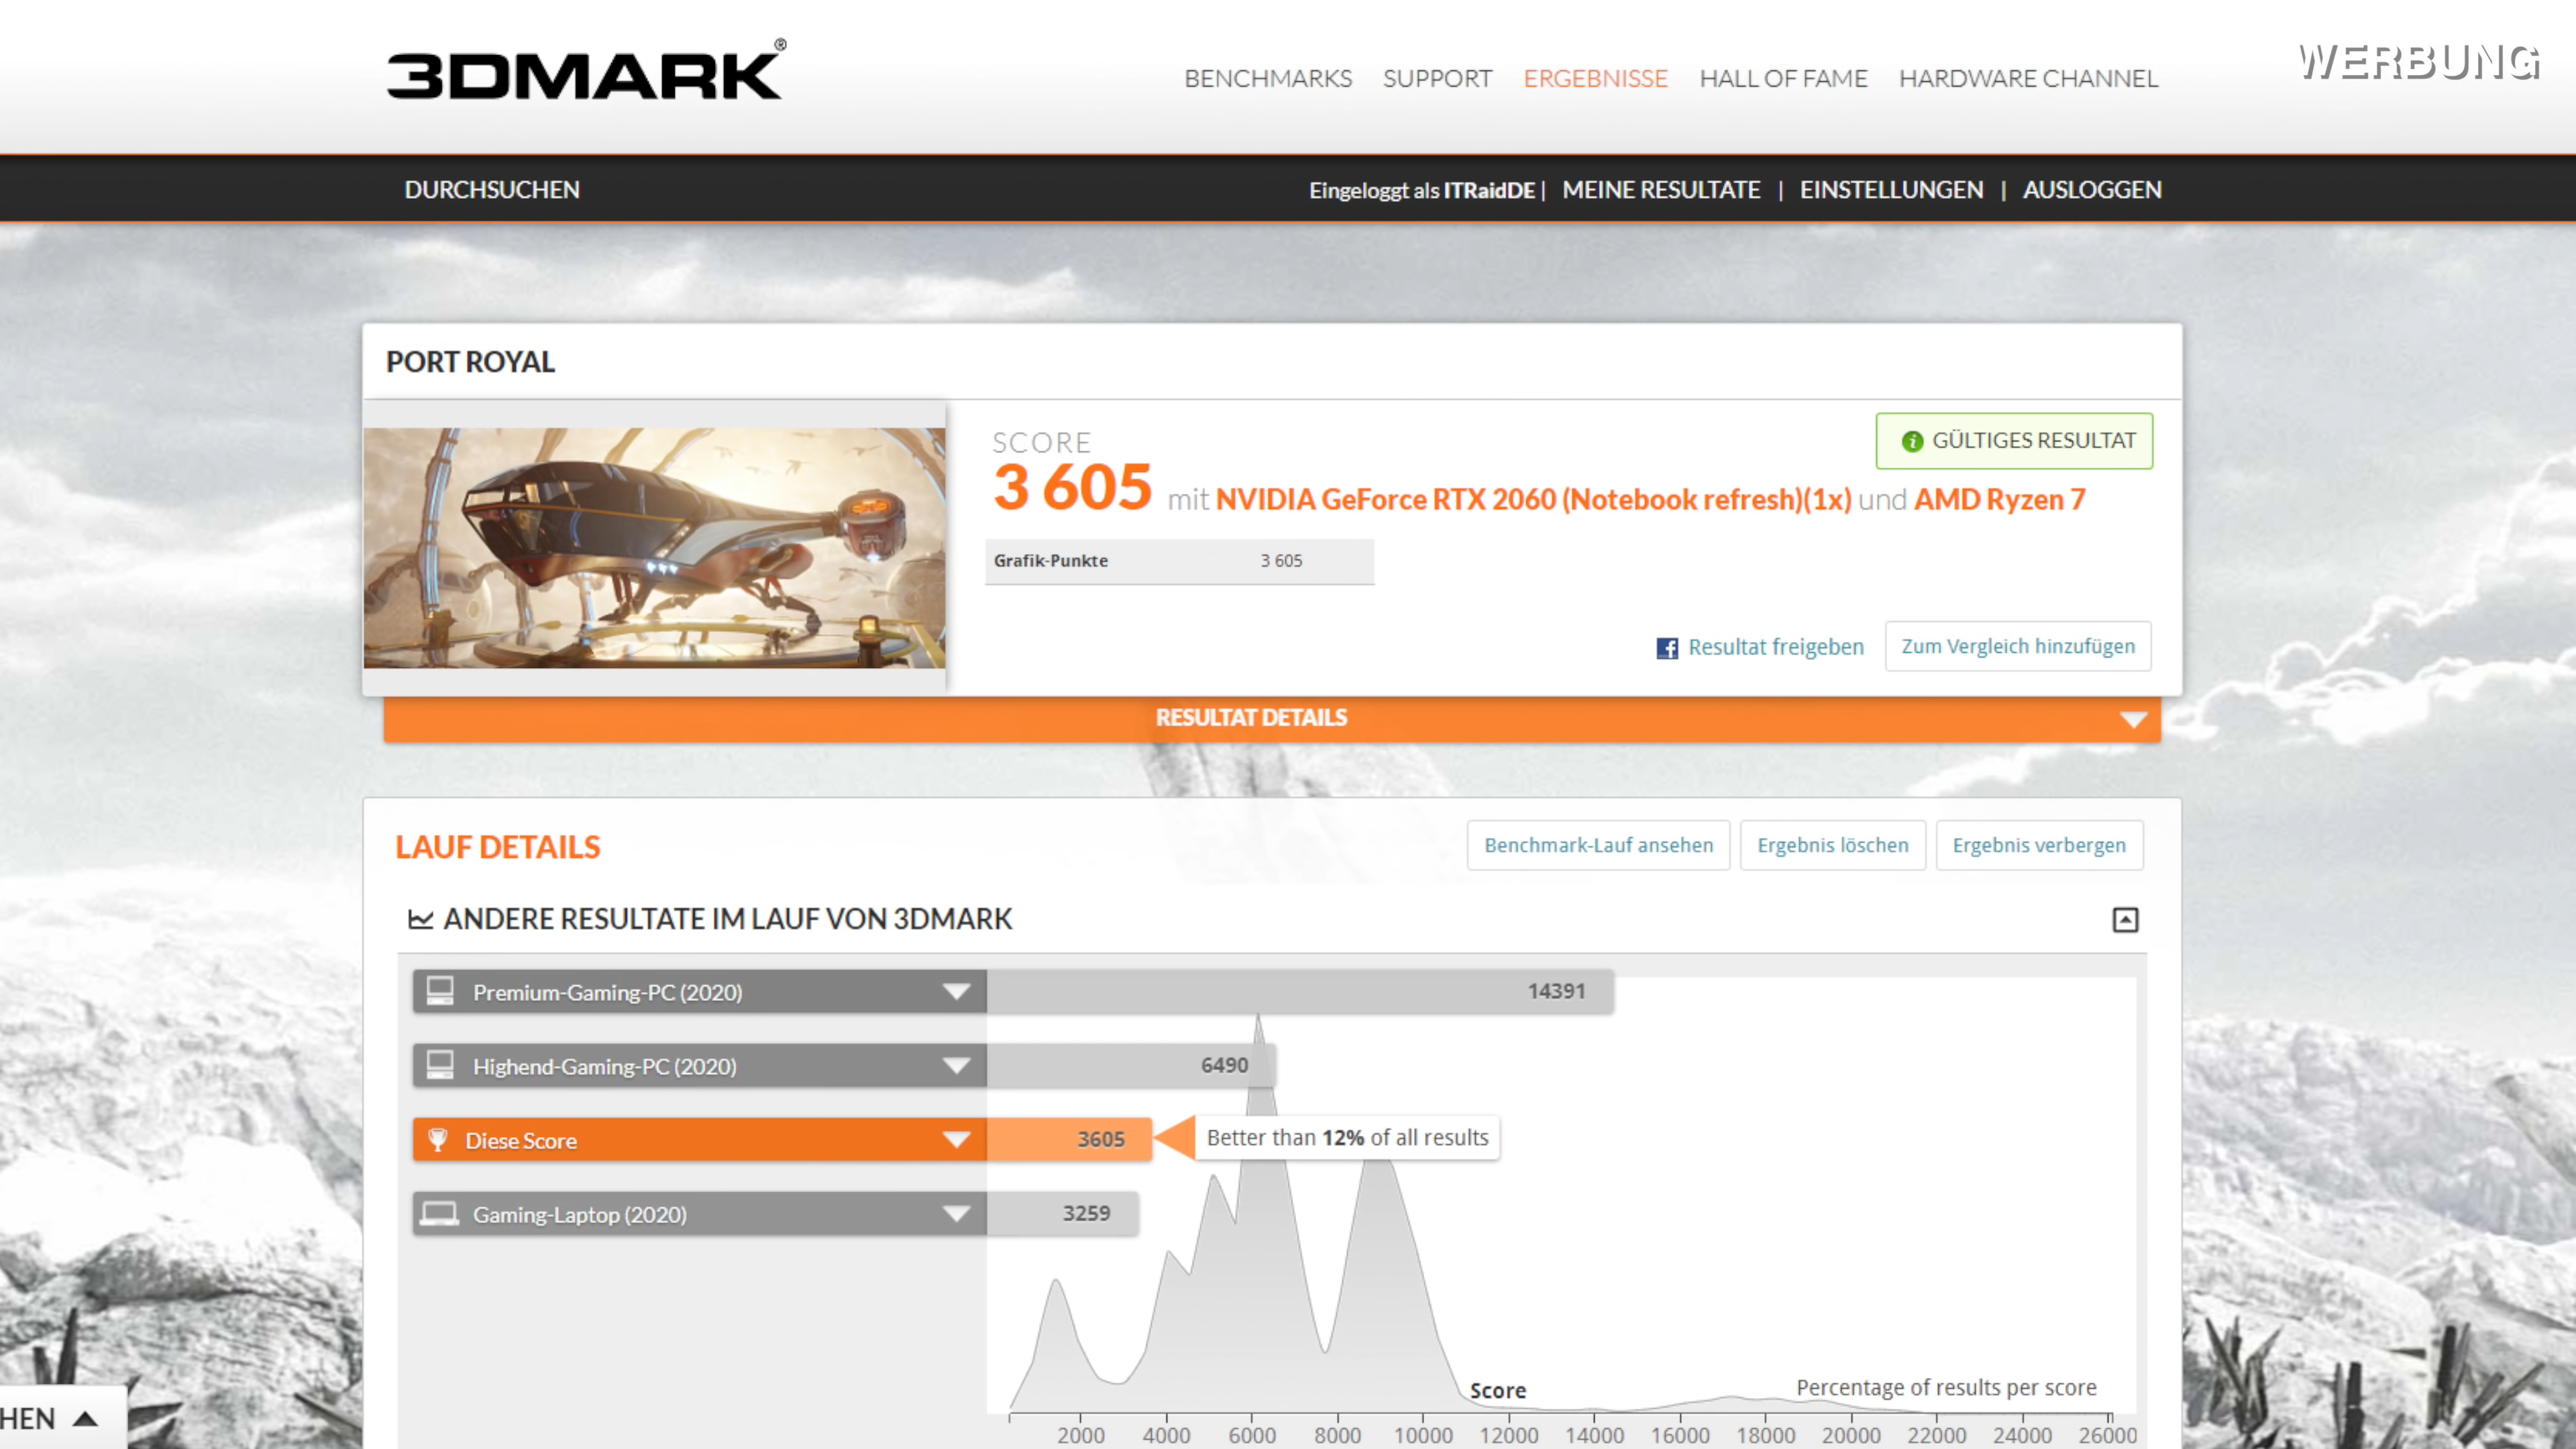 3DMARK®
BENCHMARKS SUPPORT ERGEBNISSE HALL OF FAME HARDWARE CHANNEL
WERBUNG
DURCHSUCHEN
Eingeloggt als ITRaidDE | MEINE RESULTATE | EINSTELLUNGEN | AUSLOGGEN
PORT ROYAL
GÜLTIGES RESULTAT
SCORE
3 605 mit NVIDIA GeForce RTX 2060 (Notebook refresh)(1x) und AMD Ryzen 7
Grafik-Punkte 3 605
Resultat freigeben Zum Vergleich hinzufügen
RESULTAT DETAILS
LAUF DETAILS
Benchmark-Lauf ansehen Ergebnis löschen Ergebnis verbergen
ANDERE RESULTATE IM LAUF VON 3DMARK
Premium-Gaming-PC (2020) 14391
Highend-Gaming-PC (2020) 6490
Diese Score 3605 Better than 12% of all results
Gaming-Laptop (2020) 3259
Score
Percentage of results per score
HEN
2000 4000 6000 8000 10000 12000 14000 16000 18000 20000 22000 24000 26000